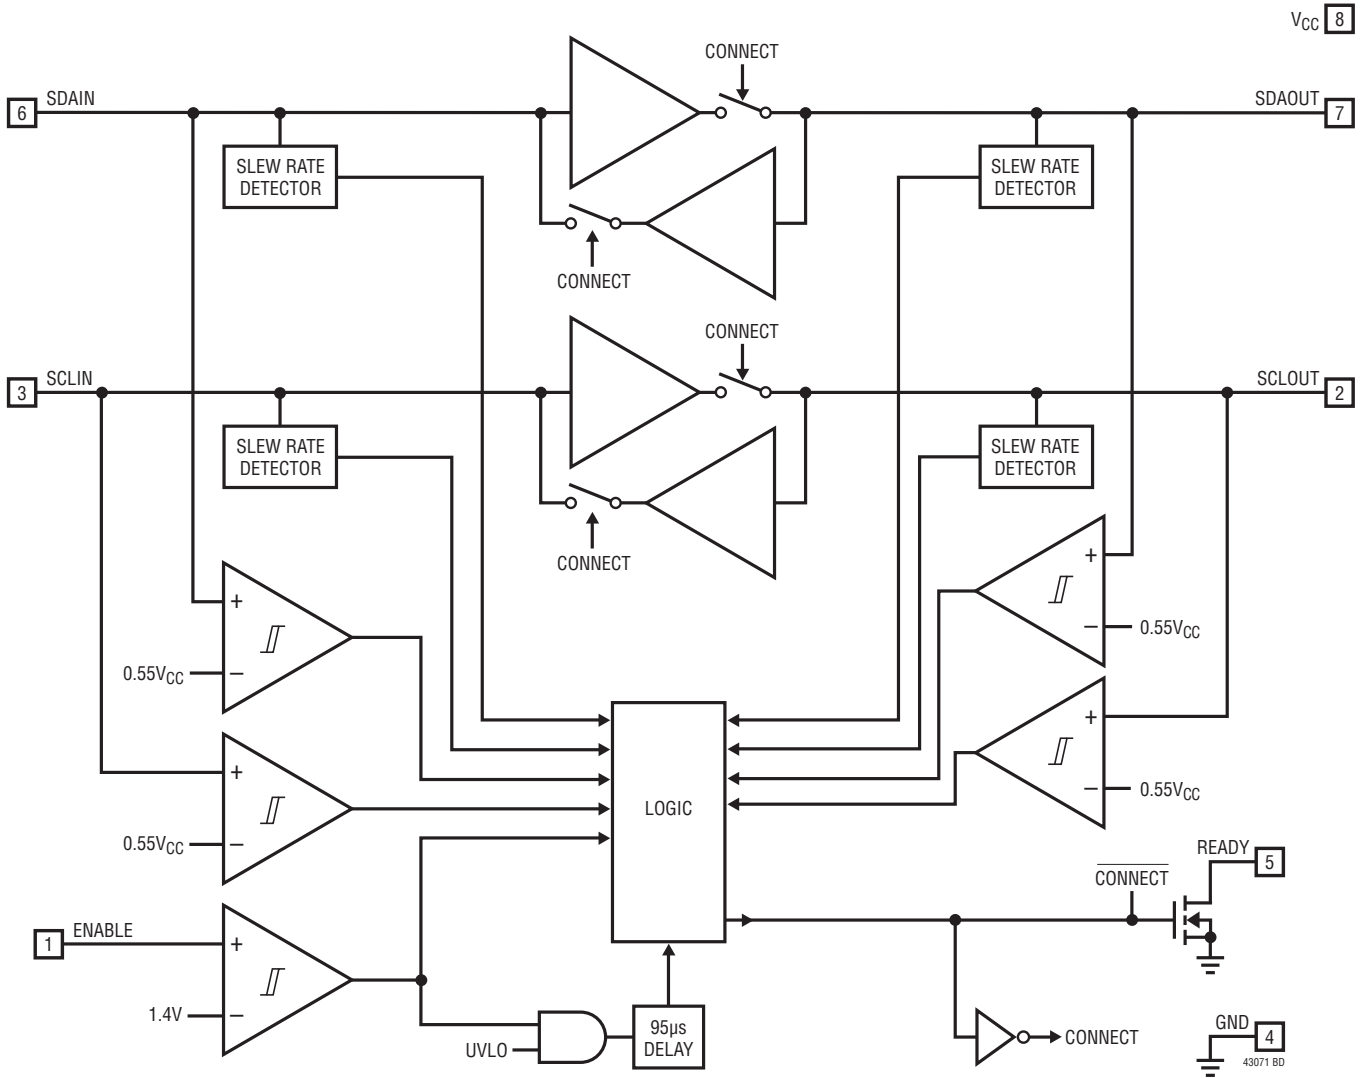 VCC 8
CONNECT
6 SDAIN
SDAOUT 7
SLEW RATE
DETECTOR
SLEW RATE
DETECTOR
CONNECT
CONNECT
3 SCLIN
SCLOUT 2
SLEW RATE
DETECTOR
SLEW RATE
DETECTOR
CONNECT
+
–
0.55VCC
+
–
0.55VCC
+
–
0.55VCC
+
–
0.55VCC
LOGIC
READY 5
CONNECT
1 ENABLE
+
–
1.4V
UVLO
95µs
DELAY
CONNECT
GND 4
43071 BD